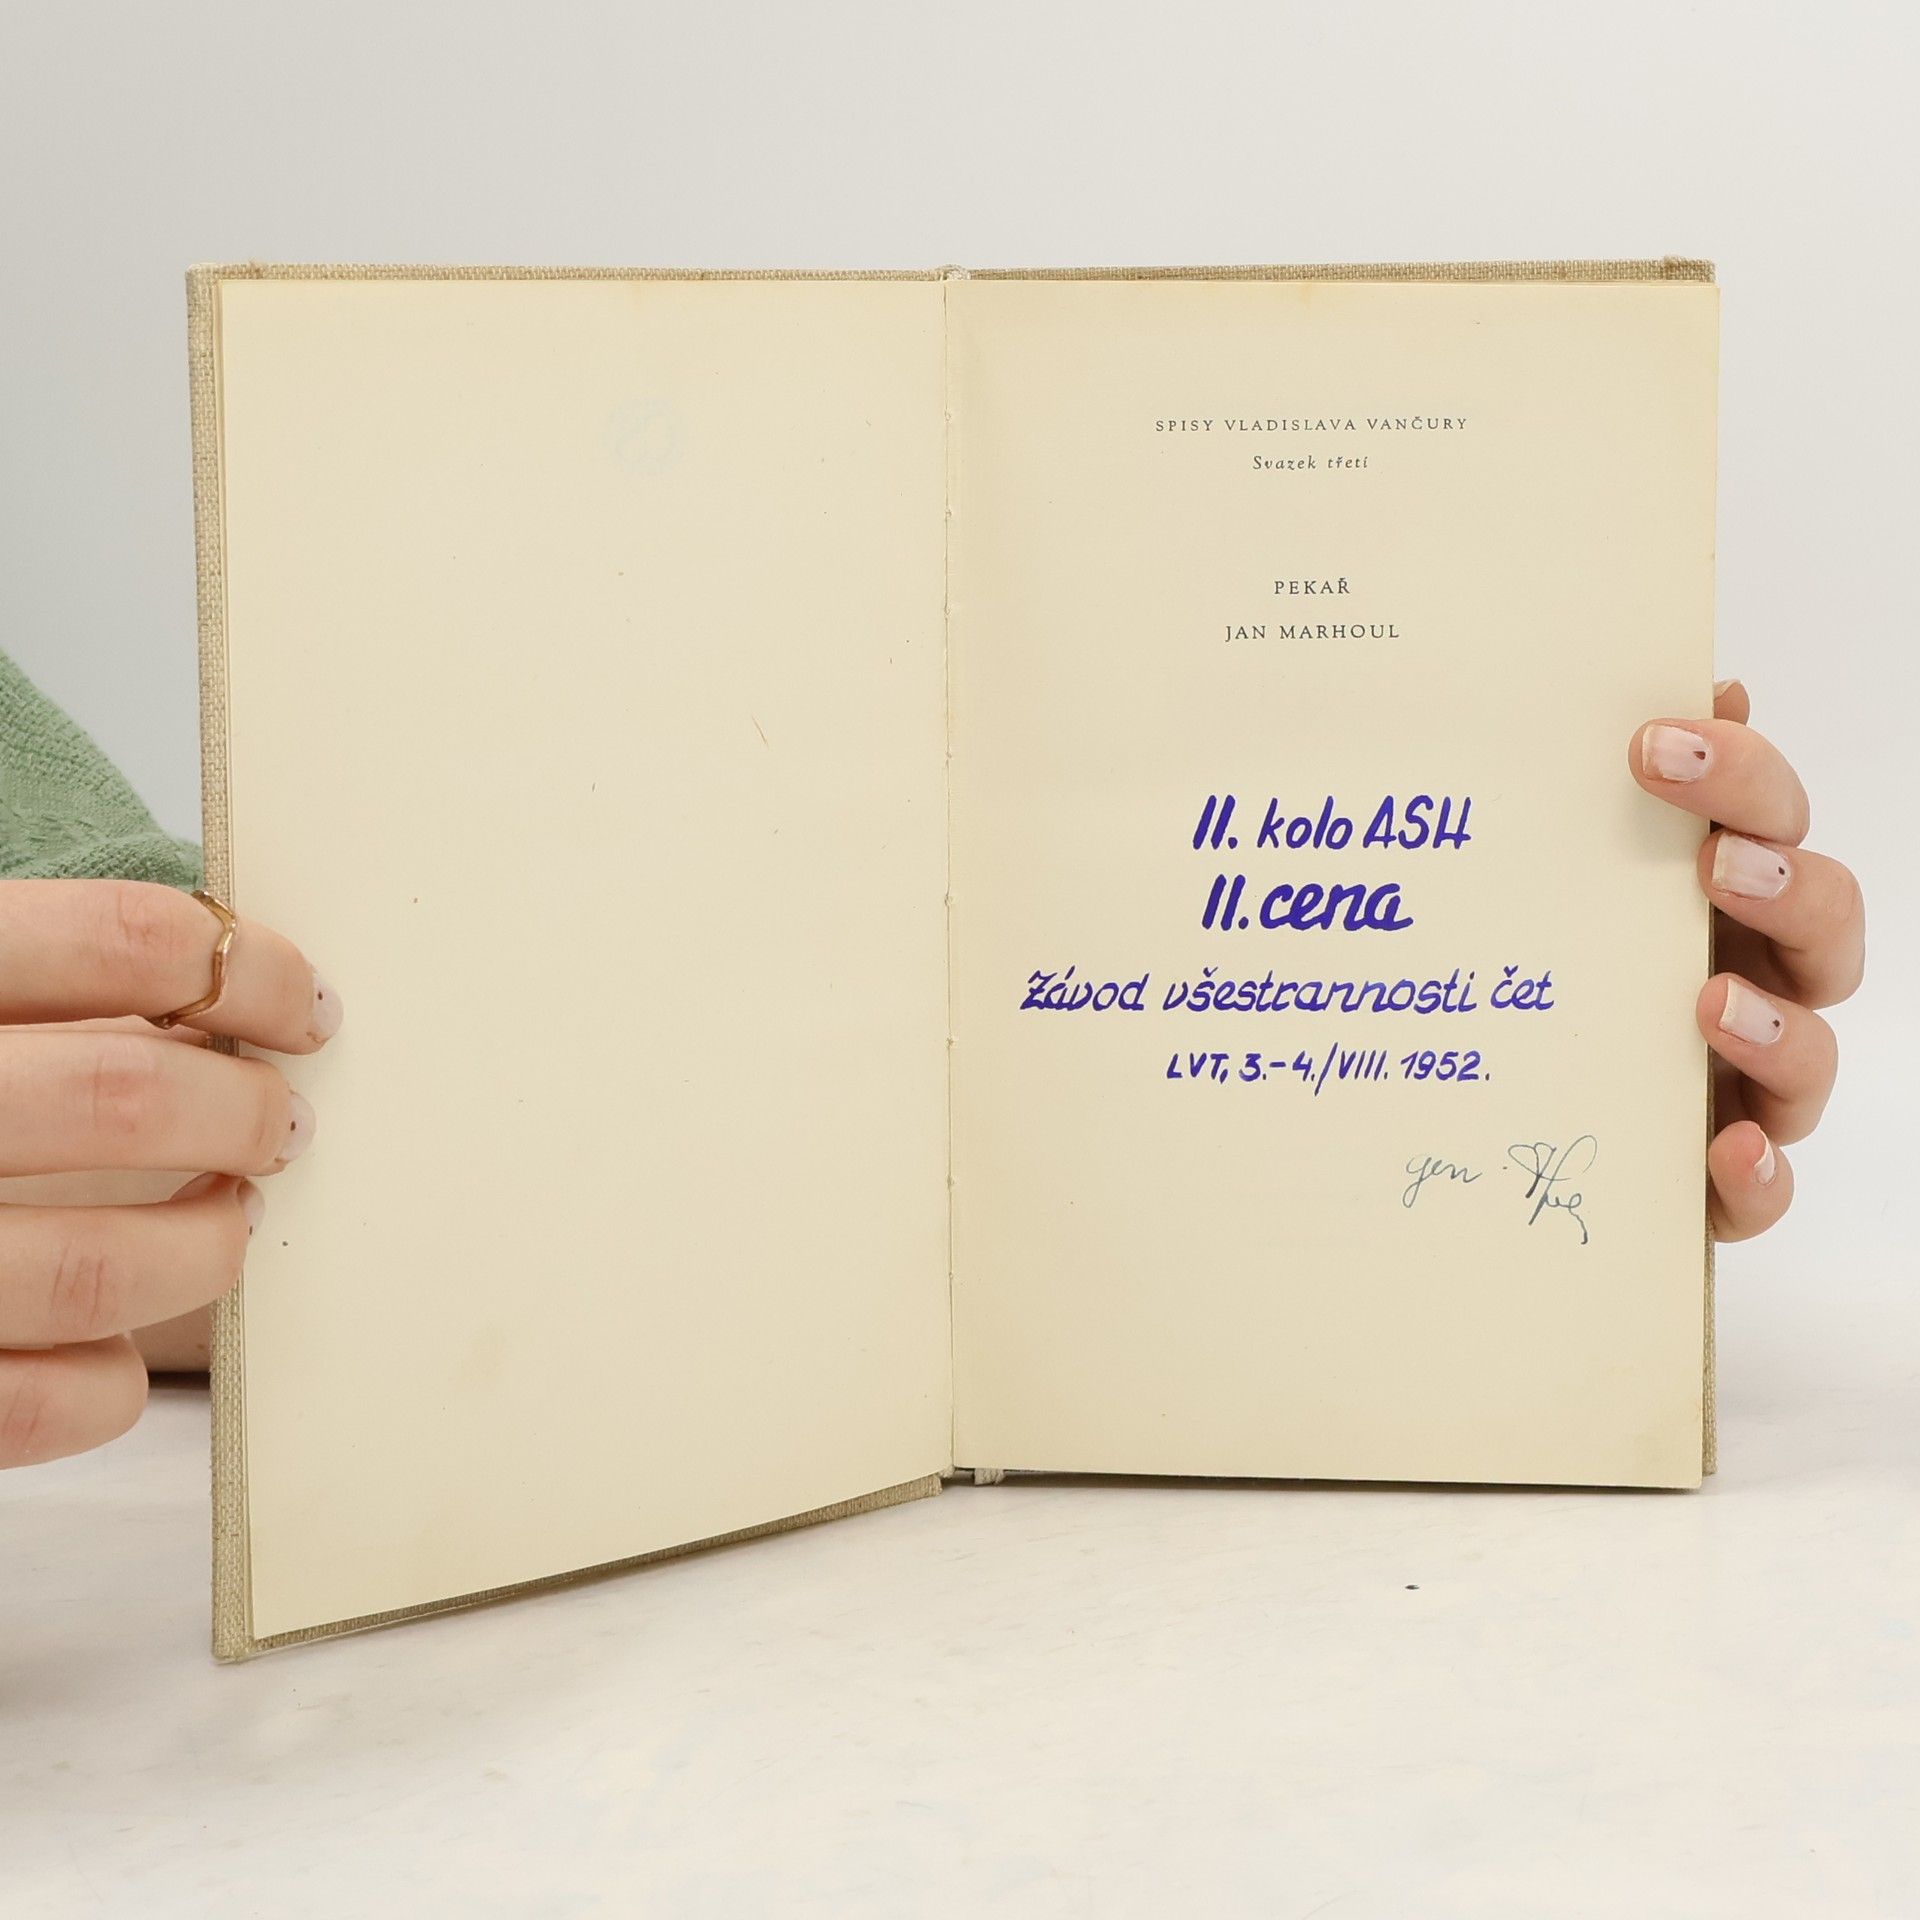 SPISY VLADISLAVA VANČURY
Svazek třetí
PEKAŘ
JAN MARHOUL
II. kolo ASH
II. cena
Závod všestrannosti čet
LVT, 3.-4./VIII. 1952.
gen.